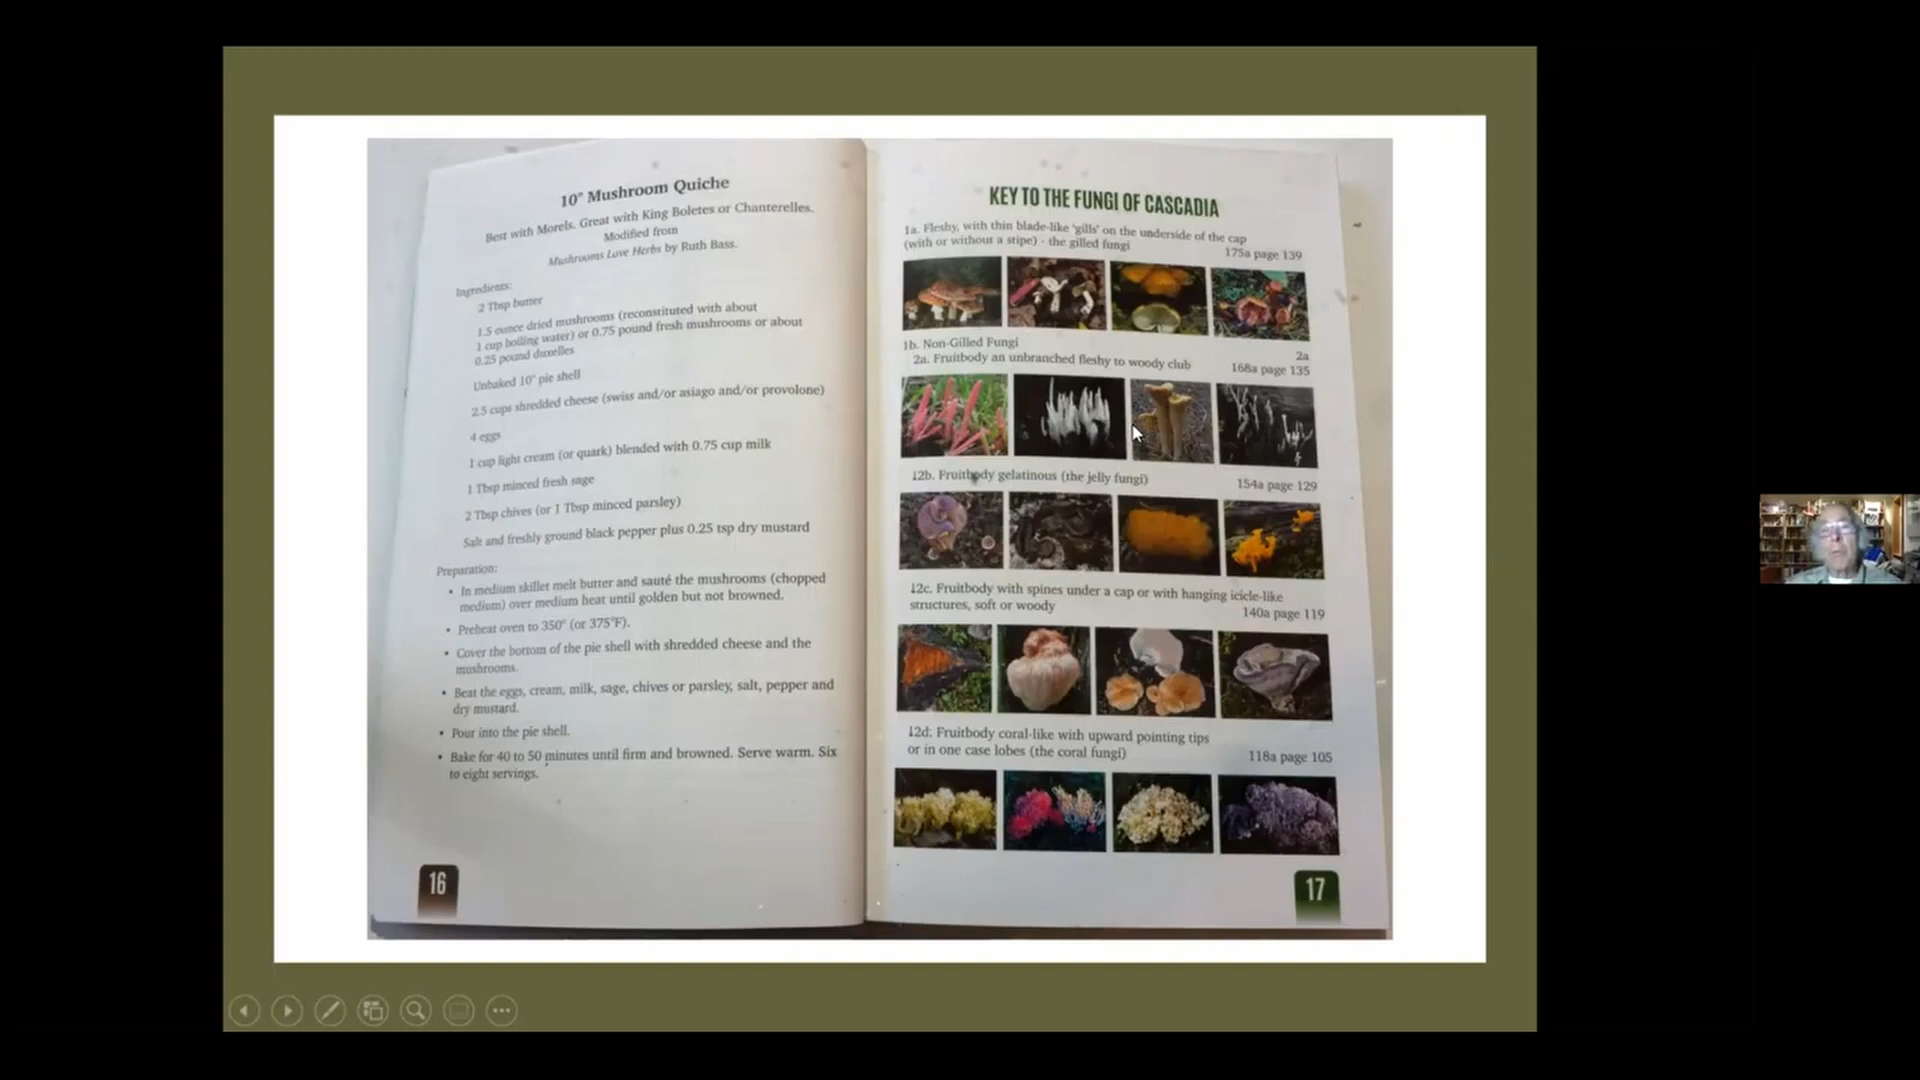 10" Mushroom Quiche
Best with Morels. Great with King Boletes or Chanterelles.
Modified from
Mushrooms Love Herbs by Ruth Bass.
Ingredients:
2 Tbsp butter
1.5 ounce dried mushrooms (reconstituted with about
1 cup boiling water) or 0.75 pound fresh mushrooms or about
0.25 pound duxelles
Unbaked 10" pie shell
2.5 cups shredded cheese (swiss and/or asiago and/or provolone)
4 eggs
1 cup light cream (or quark) blended with 0.75 cup milk
1 Tbsp minced fresh sage
2 Tbsp chives (or 1 Tbsp minced parsley)
Salt and freshly ground black pepper plus 0.25 tsp dry mustard
Preparation:
• In medium skillet melt butter and sauté the mushrooms (chopped
medium) over medium heat until golden but not browned.
• Preheat oven to 350° (or 375°F).
• Cover the bottom of the pie shell with shredded cheese and the
mushrooms.
• Beat the eggs, cream, milk, sage, chives or parsley, salt, pepper and
dry mustard.
• Pour into the pie shell.
• Bake for 40 to 50 minutes until firm and browned. Serve warm. Six
to eight servings.
16
KEY TO THE FUNGI OF CASCADIA
1a. Fleshy, with thin blade-like 'gills' on the underside of the cap
(with or without a stipe) - the gilled fungi
175a page 139
1b. Non-Gilled Fungi
2a
2a. Fruitbody an unbranched fleshy to woody club
168a page 135
12b. Fruitbody gelatinous (the jelly fungi)
154a page 129
12c. Fruitbody with spines under a cap or with hanging icicle-like
structures, soft or woody
140a page 119
12d. Fruitbody coral-like with upward pointing tips
or in one case lobes (the coral fungi)
118a page 105
17